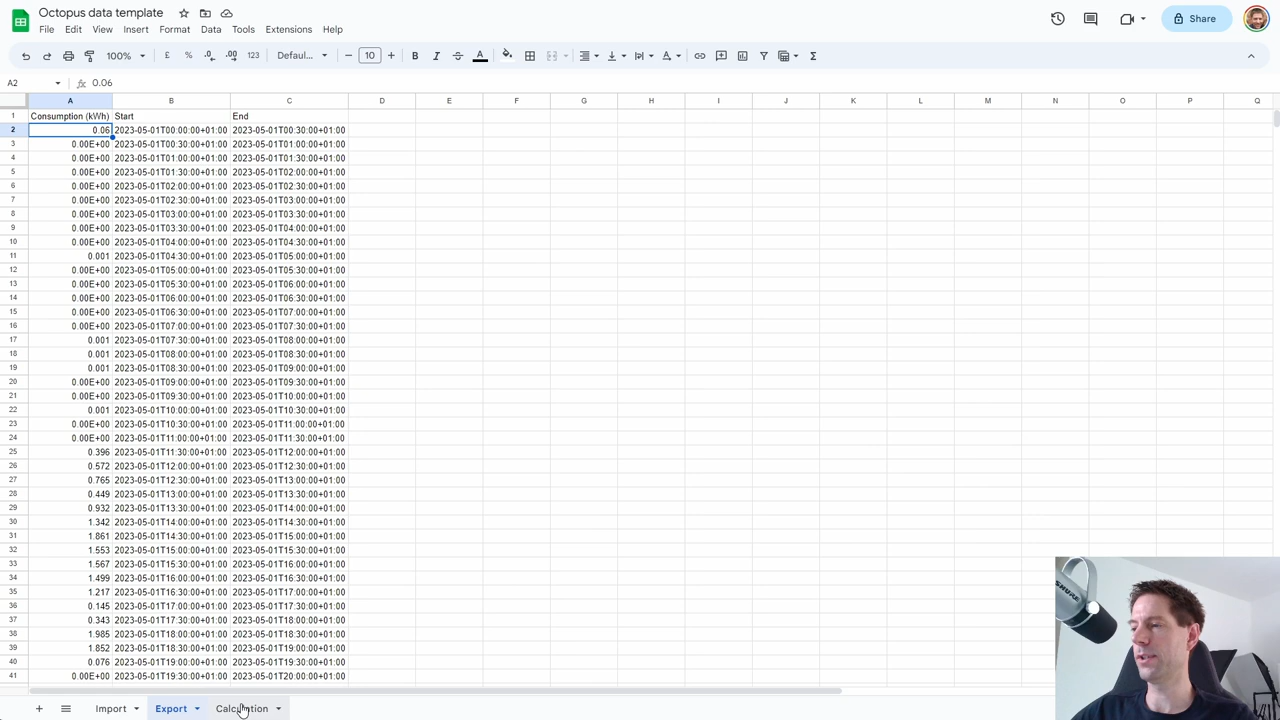 Octopus data template
File Edit View Insert Format Data Tools Extensions Help
Share
100% £ % .0 .00 123 Defaul... − 10 + B I A Σ
A2 fx 0.06
A B C D E F G H I J K L M N O P Q
1 Consumption (kWh) Start End
2 0.06 2023-05-01T00:00:00+01:00 2023-05-01T00:30:00+01:00
3 0.00E+00 2023-05-01T00:30:00+01:00 2023-05-01T01:00:00+01:00
4 0.00E+00 2023-05-01T01:00:00+01:00 2023-05-01T01:30:00+01:00
5 0.00E+00 2023-05-01T01:30:00+01:00 2023-05-01T02:00:00+01:00
6 0.00E+00 2023-05-01T02:00:00+01:00 2023-05-01T02:30:00+01:00
7 0.00E+00 2023-05-01T02:30:00+01:00 2023-05-01T03:00:00+01:00
8 0.00E+00 2023-05-01T03:00:00+01:00 2023-05-01T03:30:00+01:00
9 0.00E+00 2023-05-01T03:30:00+01:00 2023-05-01T04:00:00+01:00
10 0.00E+00 2023-05-01T04:00:00+01:00 2023-05-01T04:30:00+01:00
11 0.001 2023-05-01T04:30:00+01:00 2023-05-01T05:00:00+01:00
12 0.00E+00 2023-05-01T05:00:00+01:00 2023-05-01T05:30:00+01:00
13 0.00E+00 2023-05-01T05:30:00+01:00 2023-05-01T06:00:00+01:00
14 0.00E+00 2023-05-01T06:00:00+01:00 2023-05-01T06:30:00+01:00
15 0.00E+00 2023-05-01T06:30:00+01:00 2023-05-01T07:00:00+01:00
16 0.00E+00 2023-05-01T07:00:00+01:00 2023-05-01T07:30:00+01:00
17 0.001 2023-05-01T07:30:00+01:00 2023-05-01T08:00:00+01:00
18 0.001 2023-05-01T08:00:00+01:00 2023-05-01T08:30:00+01:00
19 0.001 2023-05-01T08:30:00+01:00 2023-05-01T09:00:00+01:00
20 0.00E+00 2023-05-01T09:00:00+01:00 2023-05-01T09:30:00+01:00
21 0.00E+00 2023-05-01T09:30:00+01:00 2023-05-01T10:00:00+01:00
22 0.001 2023-05-01T10:00:00+01:00 2023-05-01T10:30:00+01:00
23 0.00E+00 2023-05-01T10:30:00+01:00 2023-05-01T11:00:00+01:00
24 0.00E+00 2023-05-01T11:00:00+01:00 2023-05-01T11:30:00+01:00
25 0.396 2023-05-01T11:30:00+01:00 2023-05-01T12:00:00+01:00
26 0.572 2023-05-01T12:00:00+01:00 2023-05-01T12:30:00+01:00
27 0.765 2023-05-01T12:30:00+01:00 2023-05-01T13:00:00+01:00
28 0.449 2023-05-01T13:00:00+01:00 2023-05-01T13:30:00+01:00
29 0.932 2023-05-01T13:30:00+01:00 2023-05-01T14:00:00+01:00
30 1.342 2023-05-01T14:00:00+01:00 2023-05-01T14:30:00+01:00
31 1.861 2023-05-01T14:30:00+01:00 2023-05-01T15:00:00+01:00
32 1.553 2023-05-01T15:00:00+01:00 2023-05-01T15:30:00+01:00
33 1.567 2023-05-01T15:30:00+01:00 2023-05-01T16:00:00+01:00
34 1.499 2023-05-01T16:00:00+01:00 2023-05-01T16:30:00+01:00
35 1.217 2023-05-01T16:30:00+01:00 2023-05-01T17:00:00+01:00
36 0.145 2023-05-01T17:00:00+01:00 2023-05-01T17:30:00+01:00
37 0.343 2023-05-01T17:30:00+01:00 2023-05-01T18:00:00+01:00
38 1.985 2023-05-01T18:00:00+01:00 2023-05-01T18:30:00+01:00
39 1.852 2023-05-01T18:30:00+01:00 2023-05-01T19:00:00+01:00
40 0.076 2023-05-01T19:00:00+01:00 2023-05-01T19:30:00+01:00
41 0.00E+00 2023-05-01T19:30:00+01:00 2023-05-01T20:00:00+01:00
SHURE
Import Export Calculation